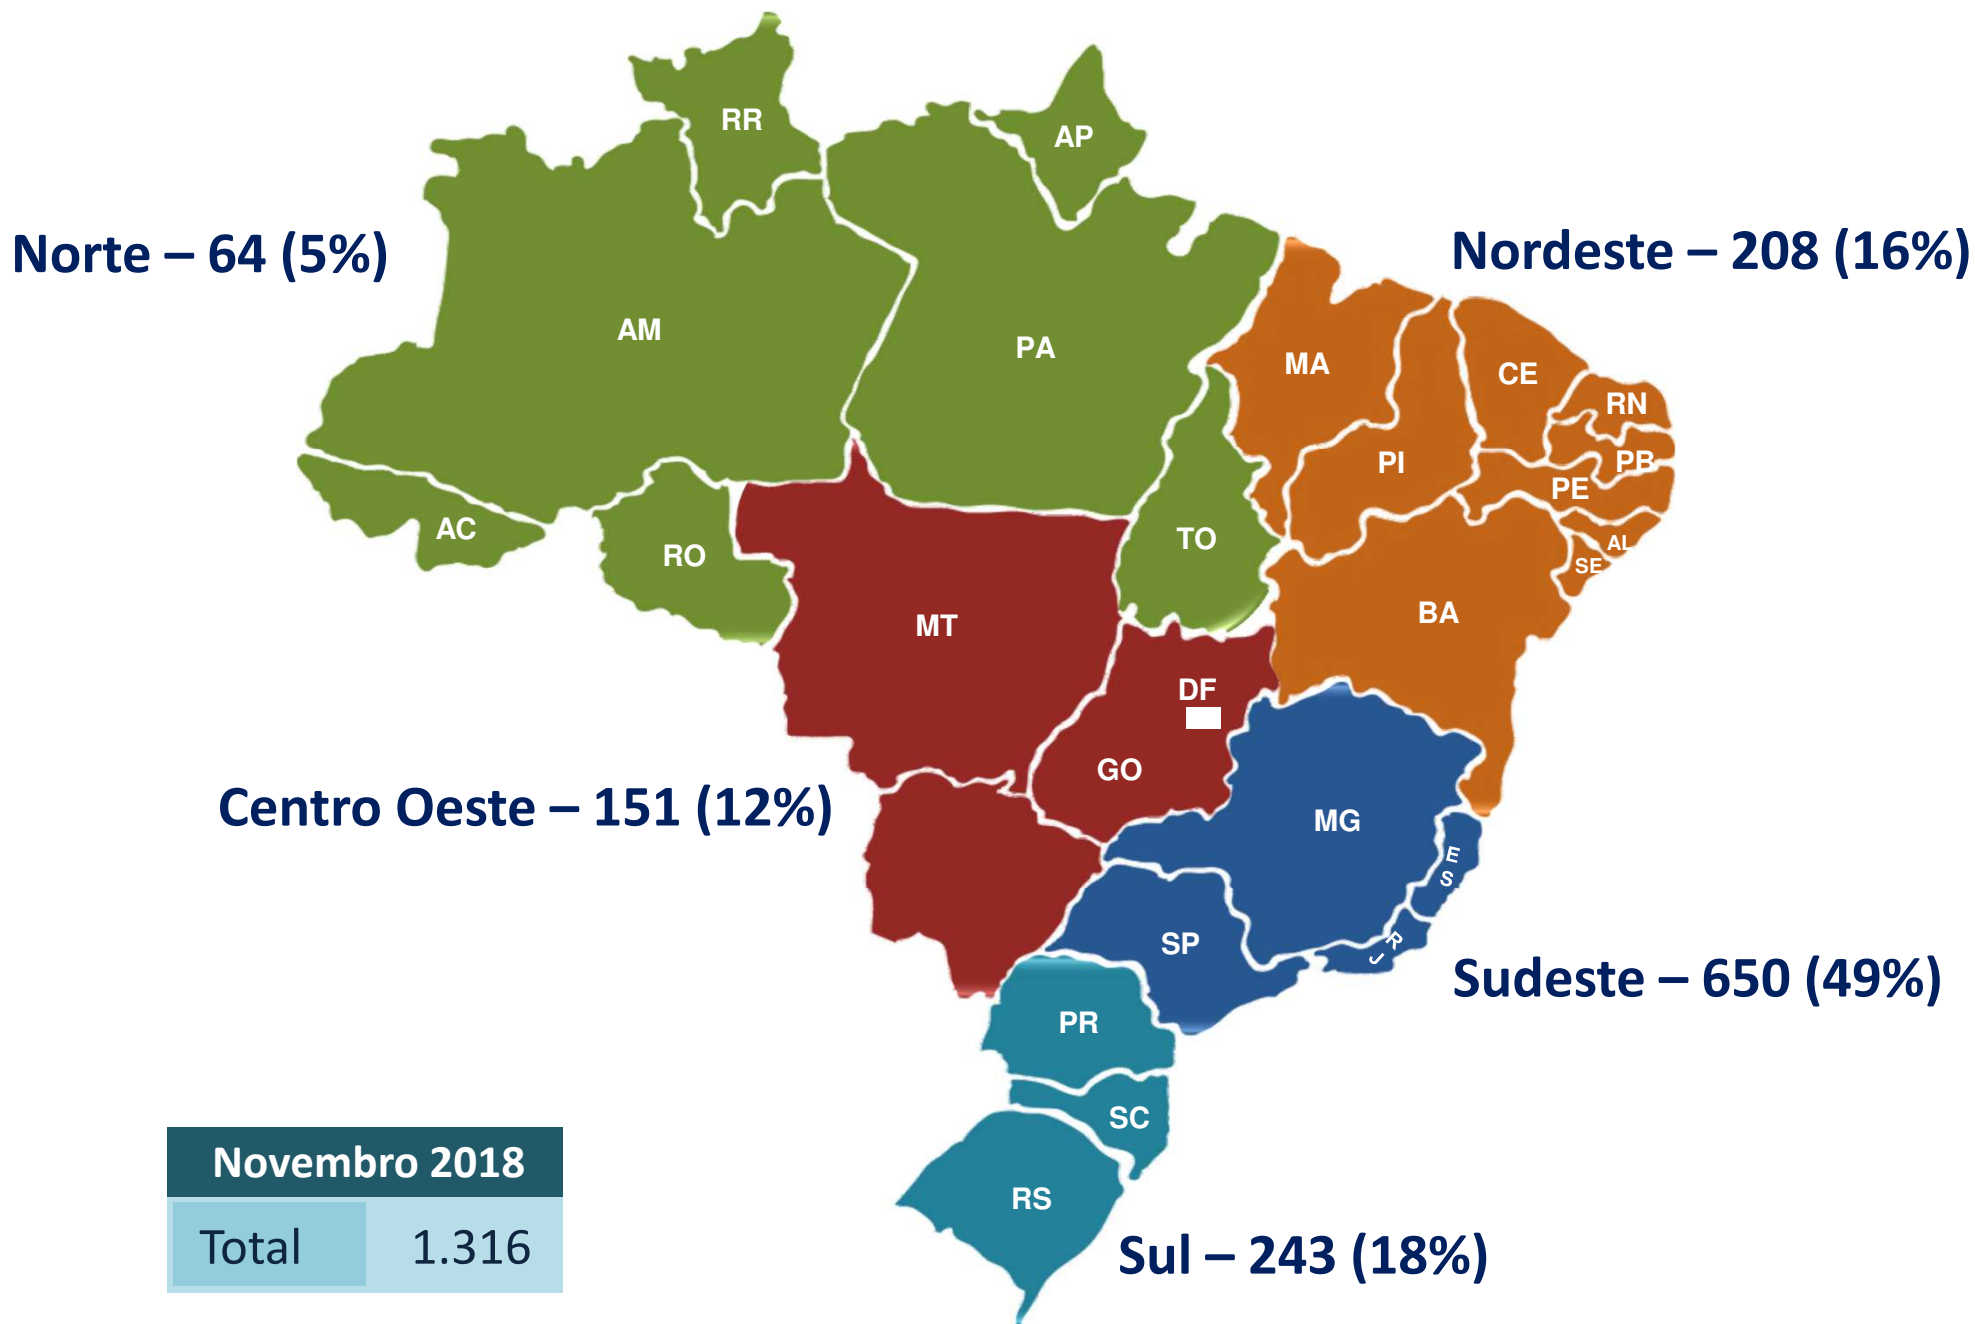 RR
AP
Norte – 64 (5%)
Nordeste – 208 (16%)
AM
PA
MA
CE
RN
PI
PB
PE
AC
RO
TO
AL
SE
MT
BA
DF
GO
Centro Oeste – 151 (12%)
MG
E
S
SP
R
J
Sudeste – 650 (49%)
PR
SC
Novembro 2018
RS
Total 1.316
Sul – 243 (18%)